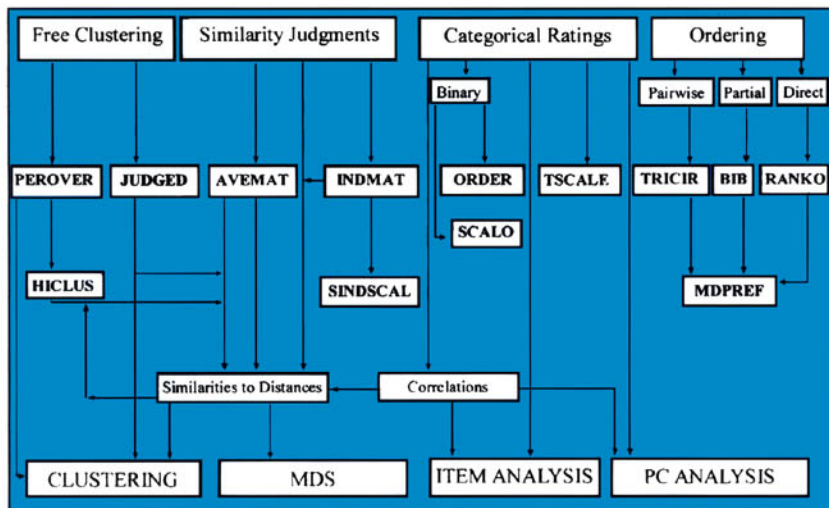 Free Clustering
Similarity Judgments
Categorical Ratings
Ordering
Binary
Pairwise
Partial
Direct
PEROVER
JUDGED
AVEMAT
INDMAT
ORDER
TSCALE
TRICIR
BIB
RANKO
SCALO
HICLUS
SINDSCAL
MDPREF
Similarities to Distances
Correlations
CLUSTERING
MDS
ITEM ANALYSIS
PC ANALYSIS